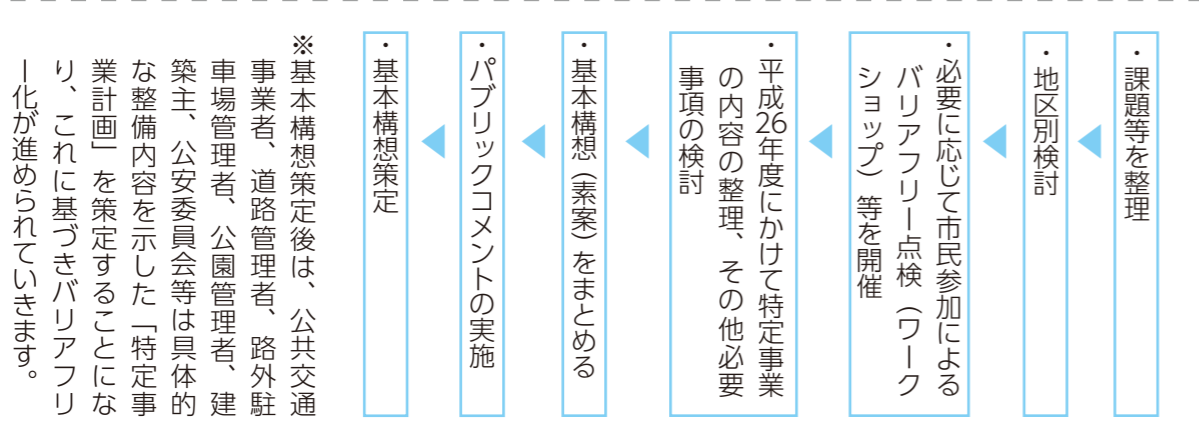 ・課題等を整理
・地区別検討
・必要に応じて市民参加による
バリアフリー点検（ワーク
ショップ）等を開催
・平成26年度にかけて特定事業
の内容の整理、その他必要
事項の検討
・基本構想（素案）をまとめる
・パブリックコメントの実施
・基本構想策定
※基本構想策定後は、公共交通
事業者、道路管理者、路外駐
車場管理者、公園管理者、建
築主、公安委員会等は具体的
な整備内容を示した「特定事
業計画」を策定することにな
り、これに基づきバリアフリ
ー化が進められていきます。